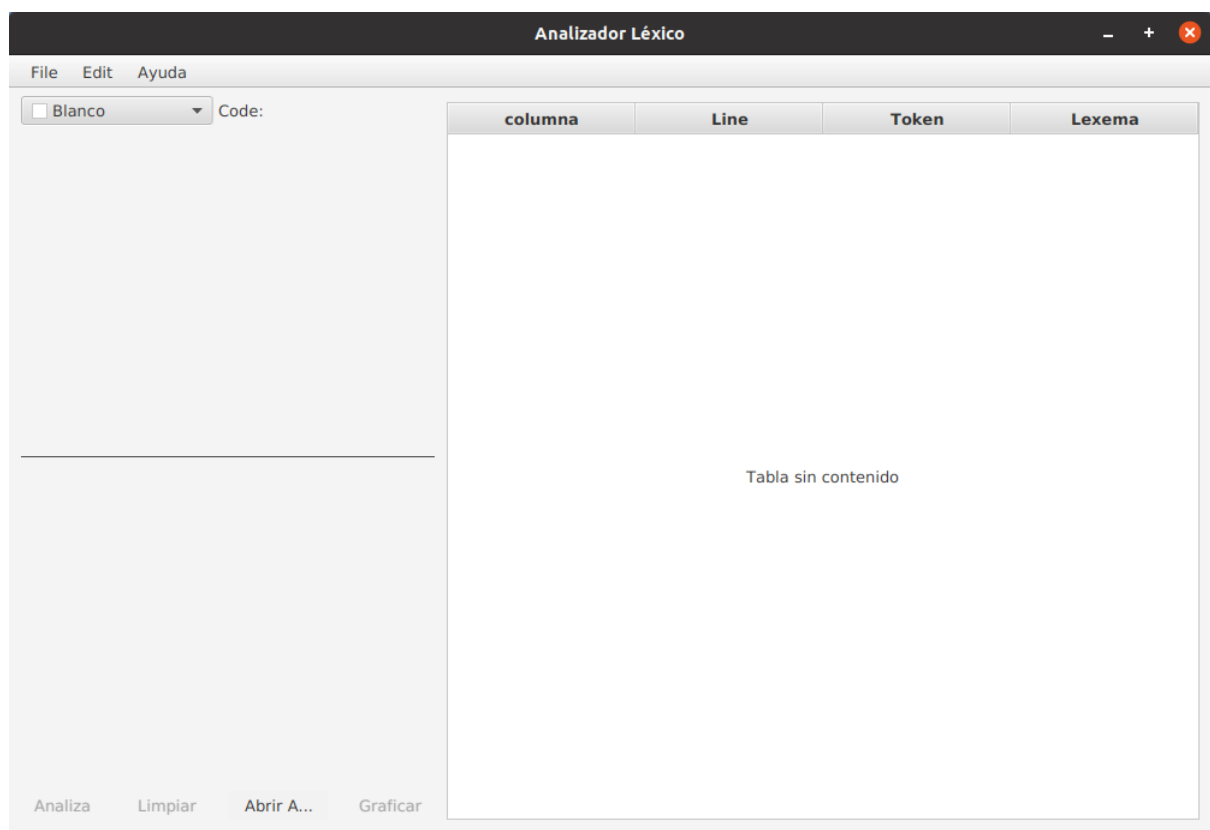 Analizador Léxico
File Edit Ayuda
Blanco Code:
columna Line Token Lexema
Tabla sin contenido
Analiza Limpiar Abrir A... Graficar